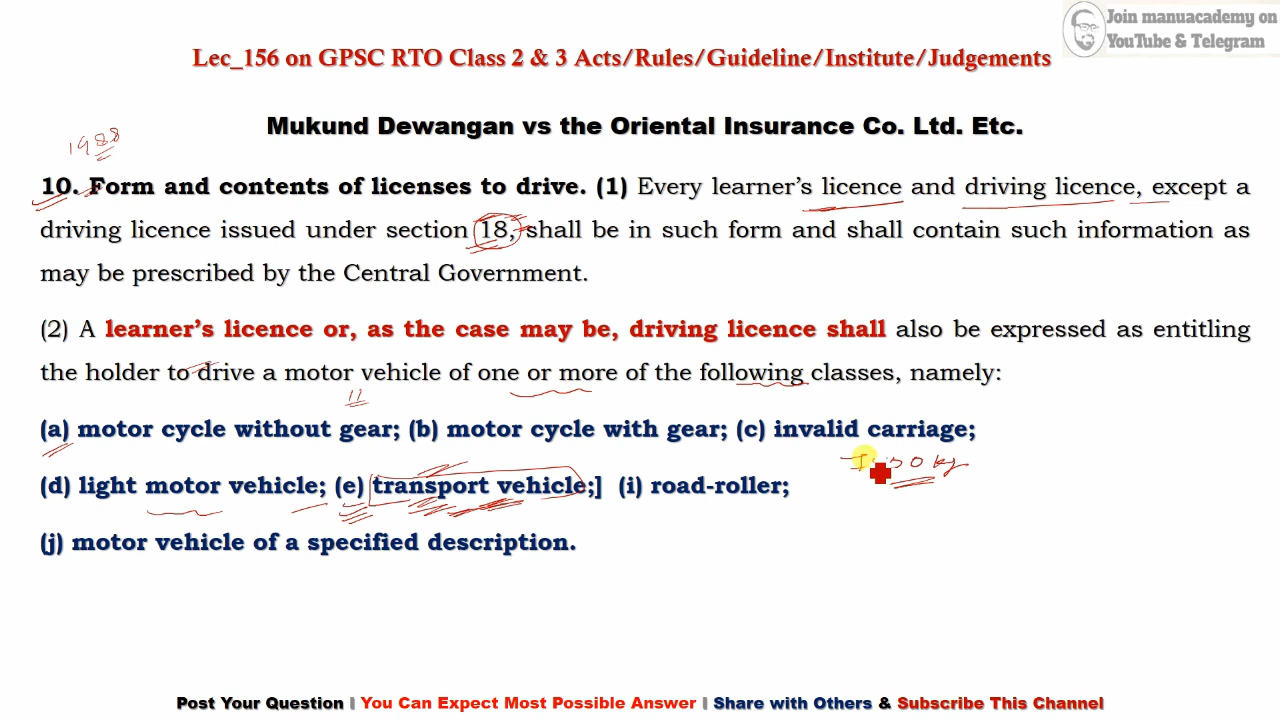 Join manuacademy on
YouTube & Telegram
Lec_156 on GPSC RTO Class 2 & 3 Acts/Rules/Guideline/Institute/Judgements
Mukund Dewangan vs the Oriental Insurance Co. Ltd. Etc.
1988
10. Form and contents of licenses to drive. (1) Every learner's licence and driving licence, except a
driving licence issued under section 18, shall be in such form and shall contain such information as
may be prescribed by the Central Government.
(2) A learner's licence or, as the case may be, driving licence shall also be expressed as entitling
the holder to drive a motor vehicle of one or more of the following classes, namely:
(a) motor cycle without gear; (b) motor cycle with gear; (c) invalid carriage;
kg
(d) light motor vehicle; (e) transport vehicle;] (i) road-roller;
(j) motor vehicle of a specified description.
Post Your Question | You Can Expect Most Possible Answer | Share with Others & Subscribe This Channel